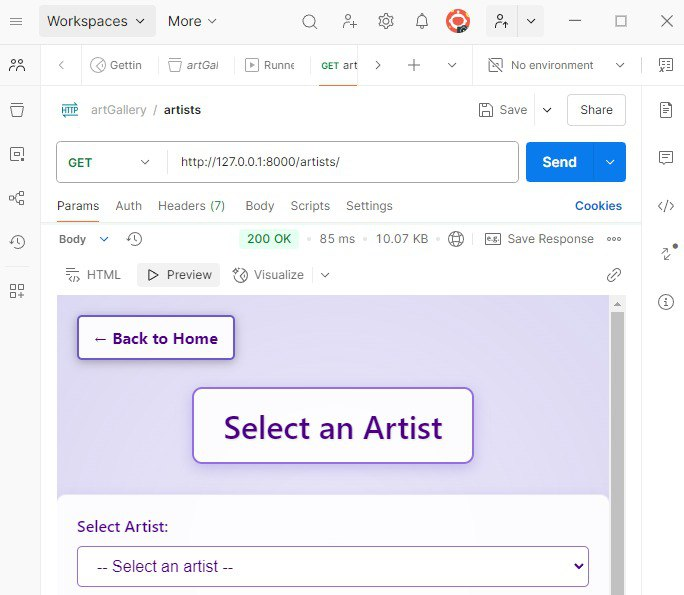 Workspaces More
Gettin artGal Runne GET art No environment
HTTP artGallery / artists Save Share
GET http://127.0.0.1:8000/artists/ Send
Params Auth Headers (7) Body Scripts Settings Cookies
Body 200 OK 85 ms 10.07 KB e.g. Save Response
HTML Preview Visualize
← Back to Home
Select an Artist
Select Artist:
-- Select an artist --